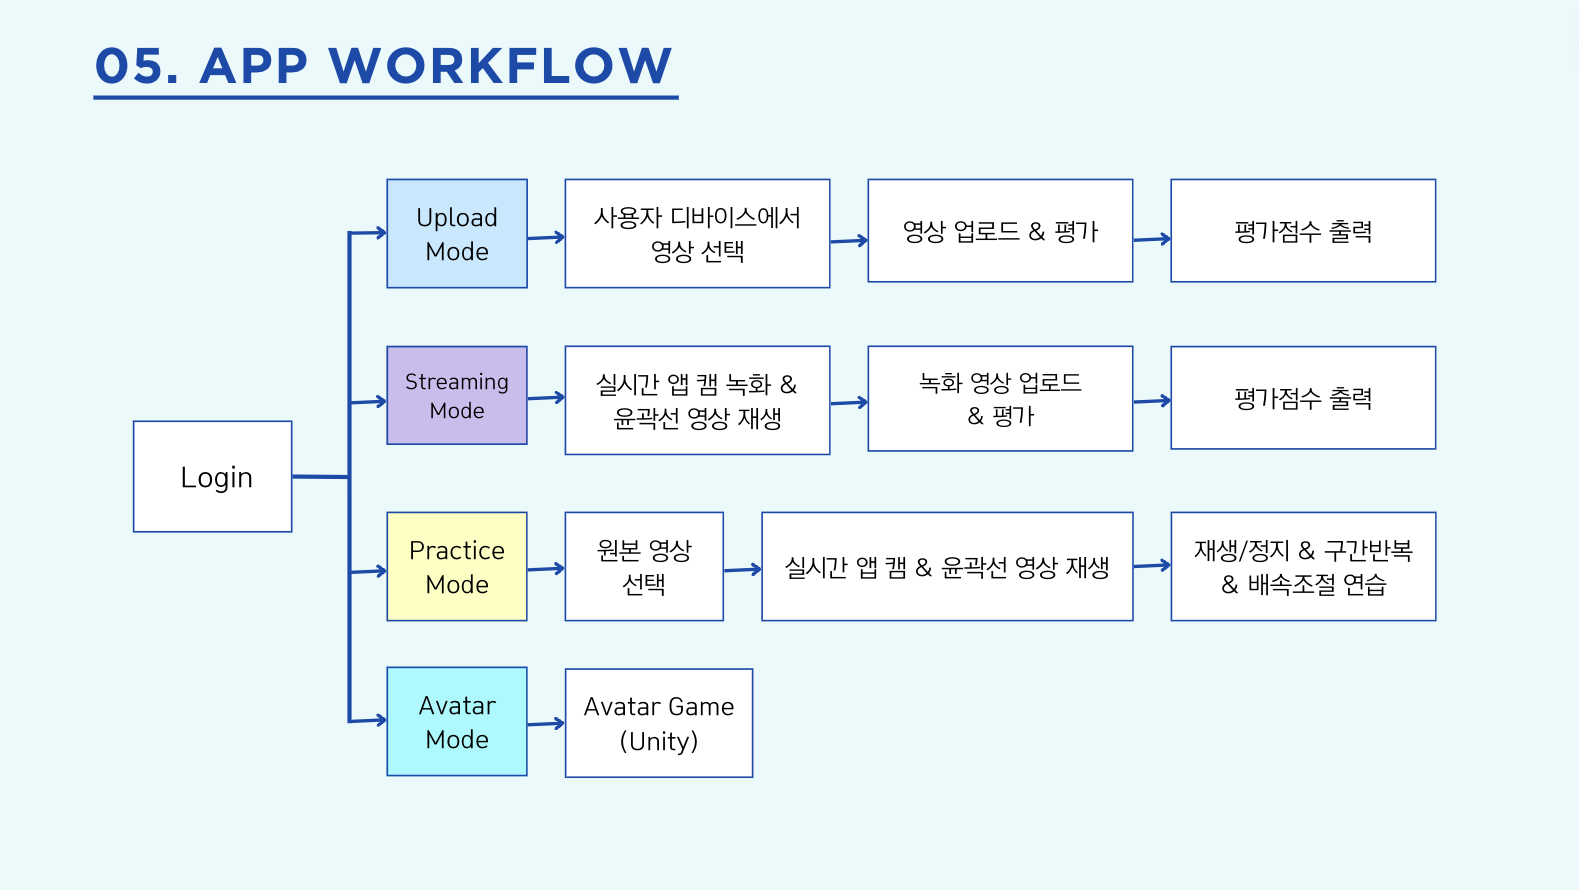 05. APP WORKFLOW
Upload
Mode
사용자 디바이스에서
영상 선택
영상 업로드 & 평가
평가점수 출력
Streaming
Mode
실시간 앱 캠 녹화 &
윤곽선 영상 재생
녹화 영상 업로드
& 평가
평가점수 출력
Login
Practice
Mode
원본 영상
선택
실시간 앱 캠 & 윤곽선 영상 재생
재생/정지 & 구간반복
& 배속조절 연습
Avatar
Mode
Avatar Game
(Unity)